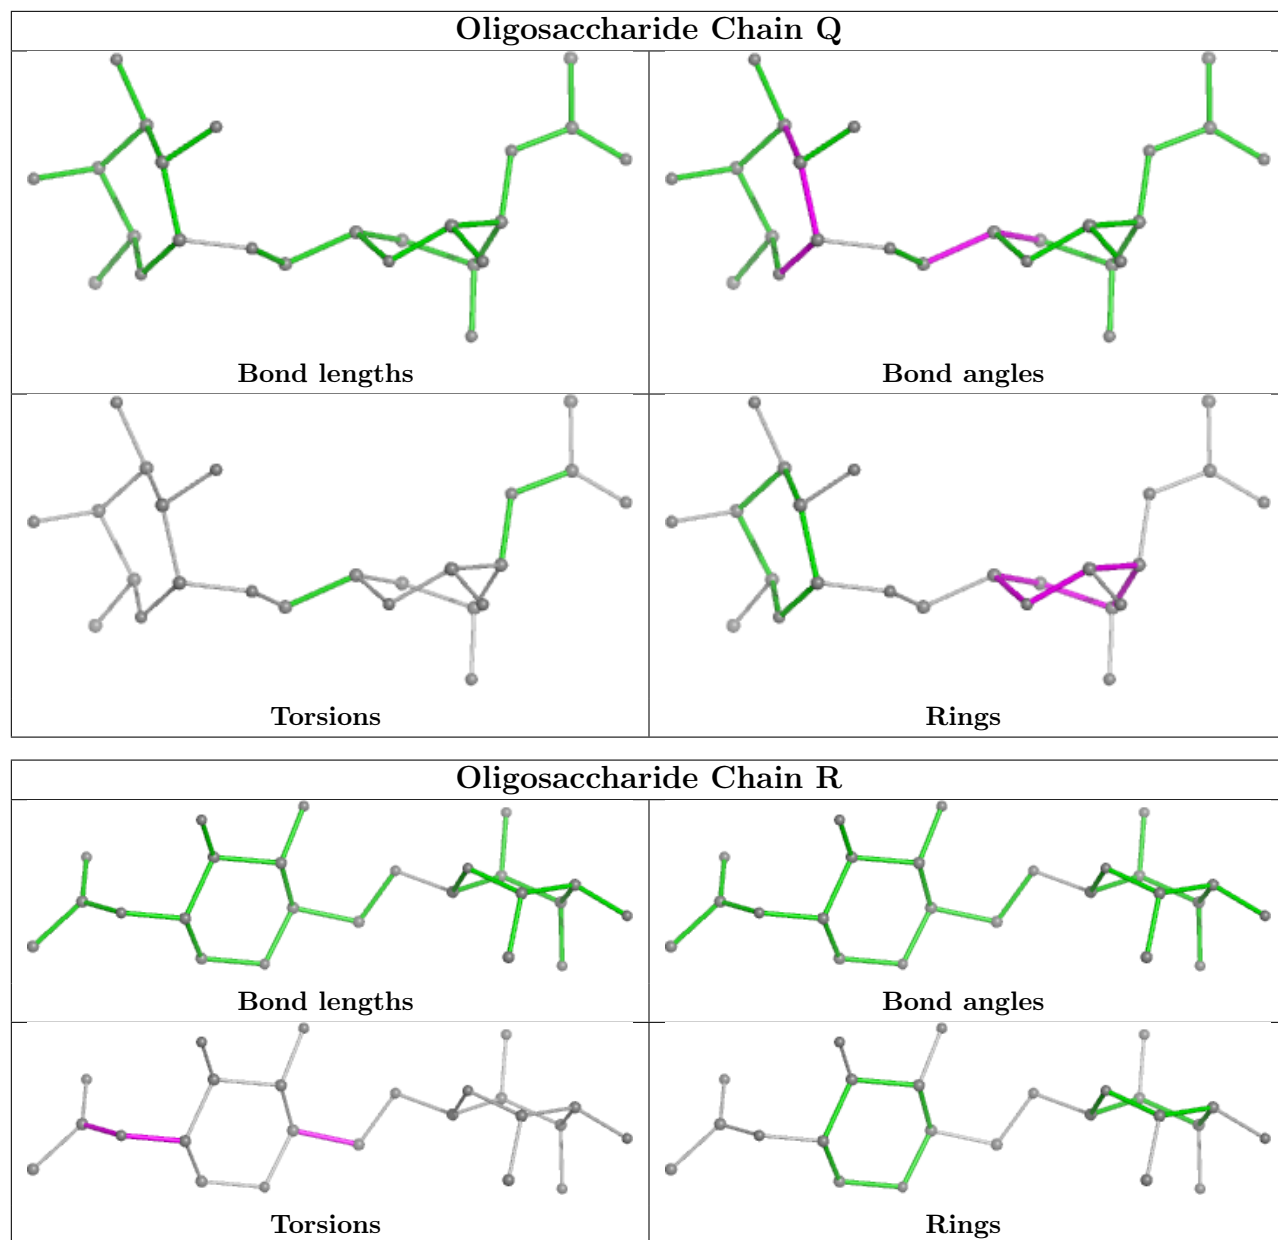 Oligosaccharide Chain Q
Bond lengths
Bond angles
Torsions
Rings
Oligosaccharide Chain R
Bond lengths
Bond angles
Torsions
Rings